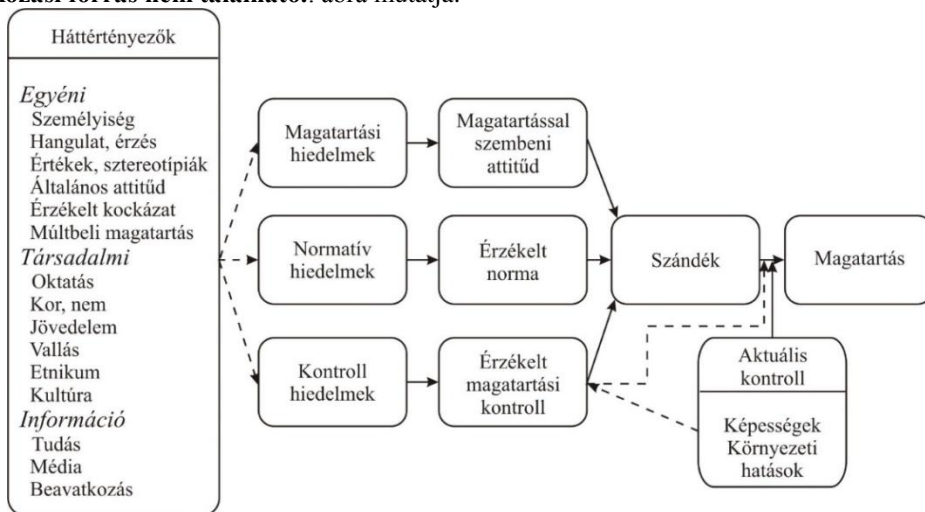 ábra mutatja.
Háttértényezők
Egyéni
Személyiség
Hangulat, érzés
Értékek, sztereotípiák
Általános attitűd
Érzékelt kockázat
Múltbeli magatartás
Társadalmi
Oktatás
Kor, nem
Jövedelem
Vallás
Etnikum
Kultúra
Információ
Tudás
Média
Beavatkozás
Magatartási
hiedelmek
Normatív
hiedelmek
Kontroll
hiedelmek
Magatartással
szembeni
attitűd
Érzékelt
norma
Érzékelt
magatartási
kontroll
Szándék
Magatartás
Aktuális
kontroll
Képességek
Környezeti
hatások